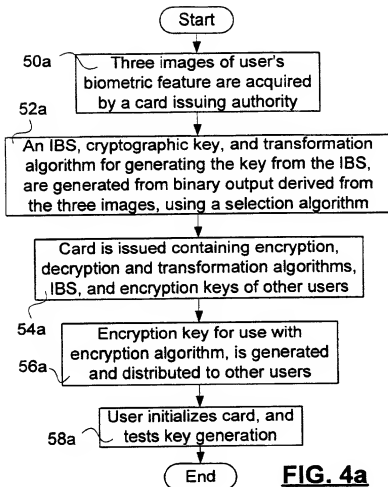 Start
50a
Three images of user's
biometric feature are acquired
by a card issuing authority
52a
An IBS, cryptographic key, and transformation
algorithm for generating the key from the IBS,
are generated from binary output derived from
the three images, using a selection algorithm
Card is issued containing encryption,
decryption and transformation algorithms,
IBS, and encryption keys of other users
54a
Encryption key for use with
encryption algorithm, is generated
and distributed to other users
56a
User initializes card, and
tests key generation
58a
End
FIG. 4a